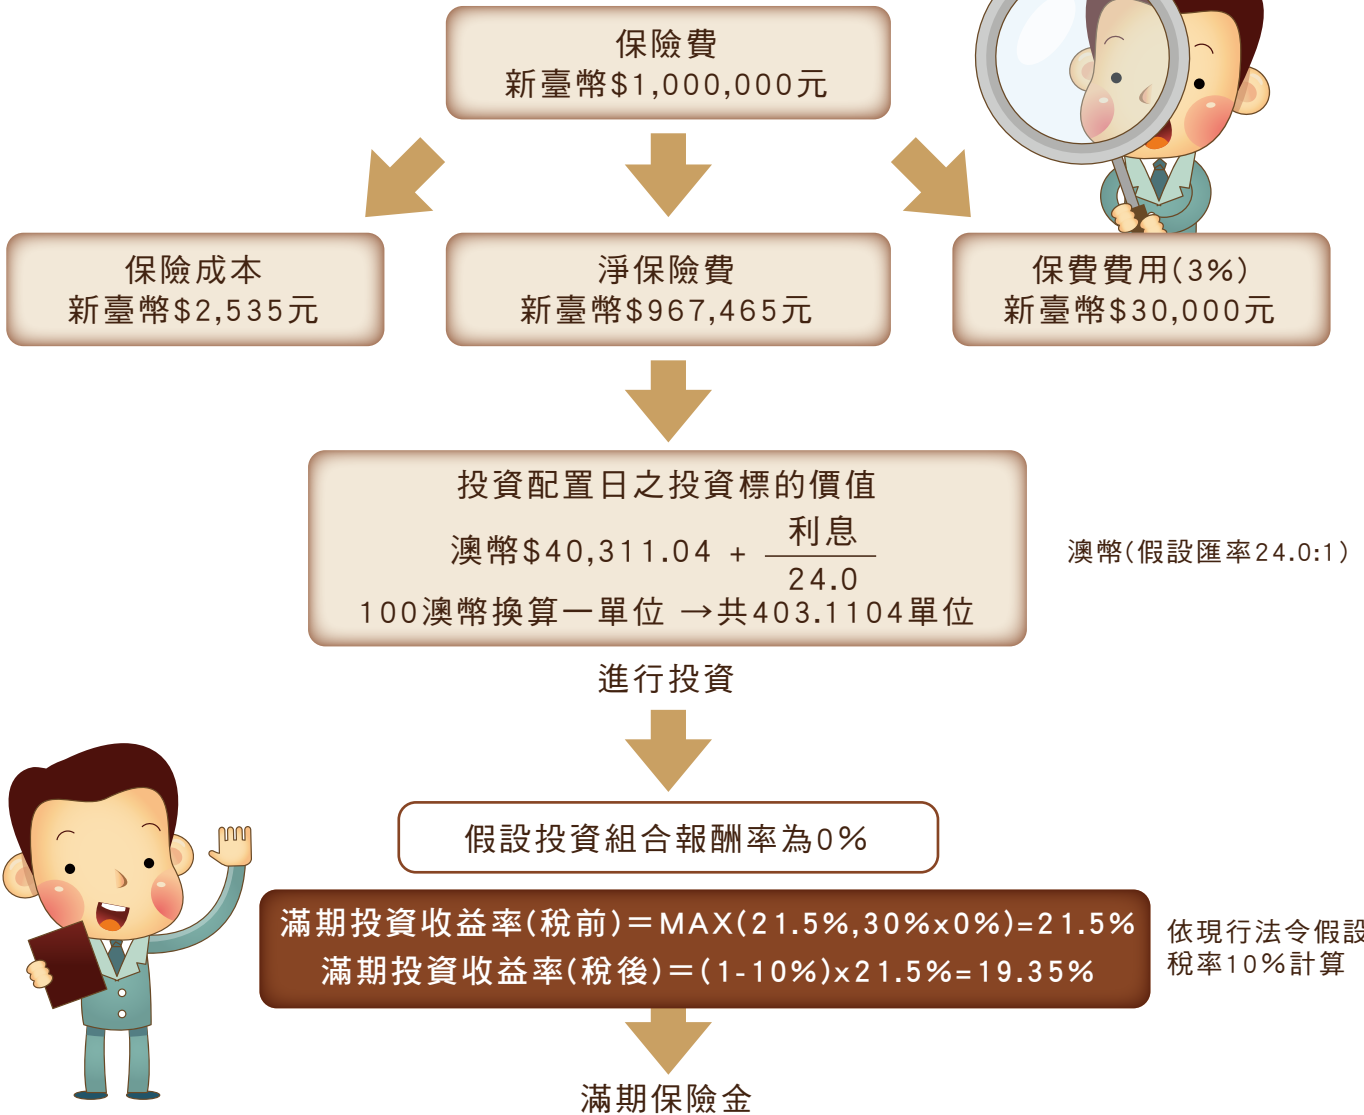 保險費
新臺幣$1,000,000元
保險成本
新臺幣$2,535元
淨保險費
新臺幣$967,465元
保費費用(3%)
新臺幣$30,000元
投資配置日之投資標的價值
澳幣$40,311.04 + 利息/24.0
100澳幣換算一單位 →共403.1104單位
澳幣(假設匯率24.0:1)
進行投資
假設投資組合報酬率為0%
滿期投資收益率(稅前)＝MAX(21.5%,30%x0%)=21.5%
滿期投資收益率(稅後)＝(1-10%)x21.5%=19.35%
依現行法令假設
稅率10%計算
滿期保險金